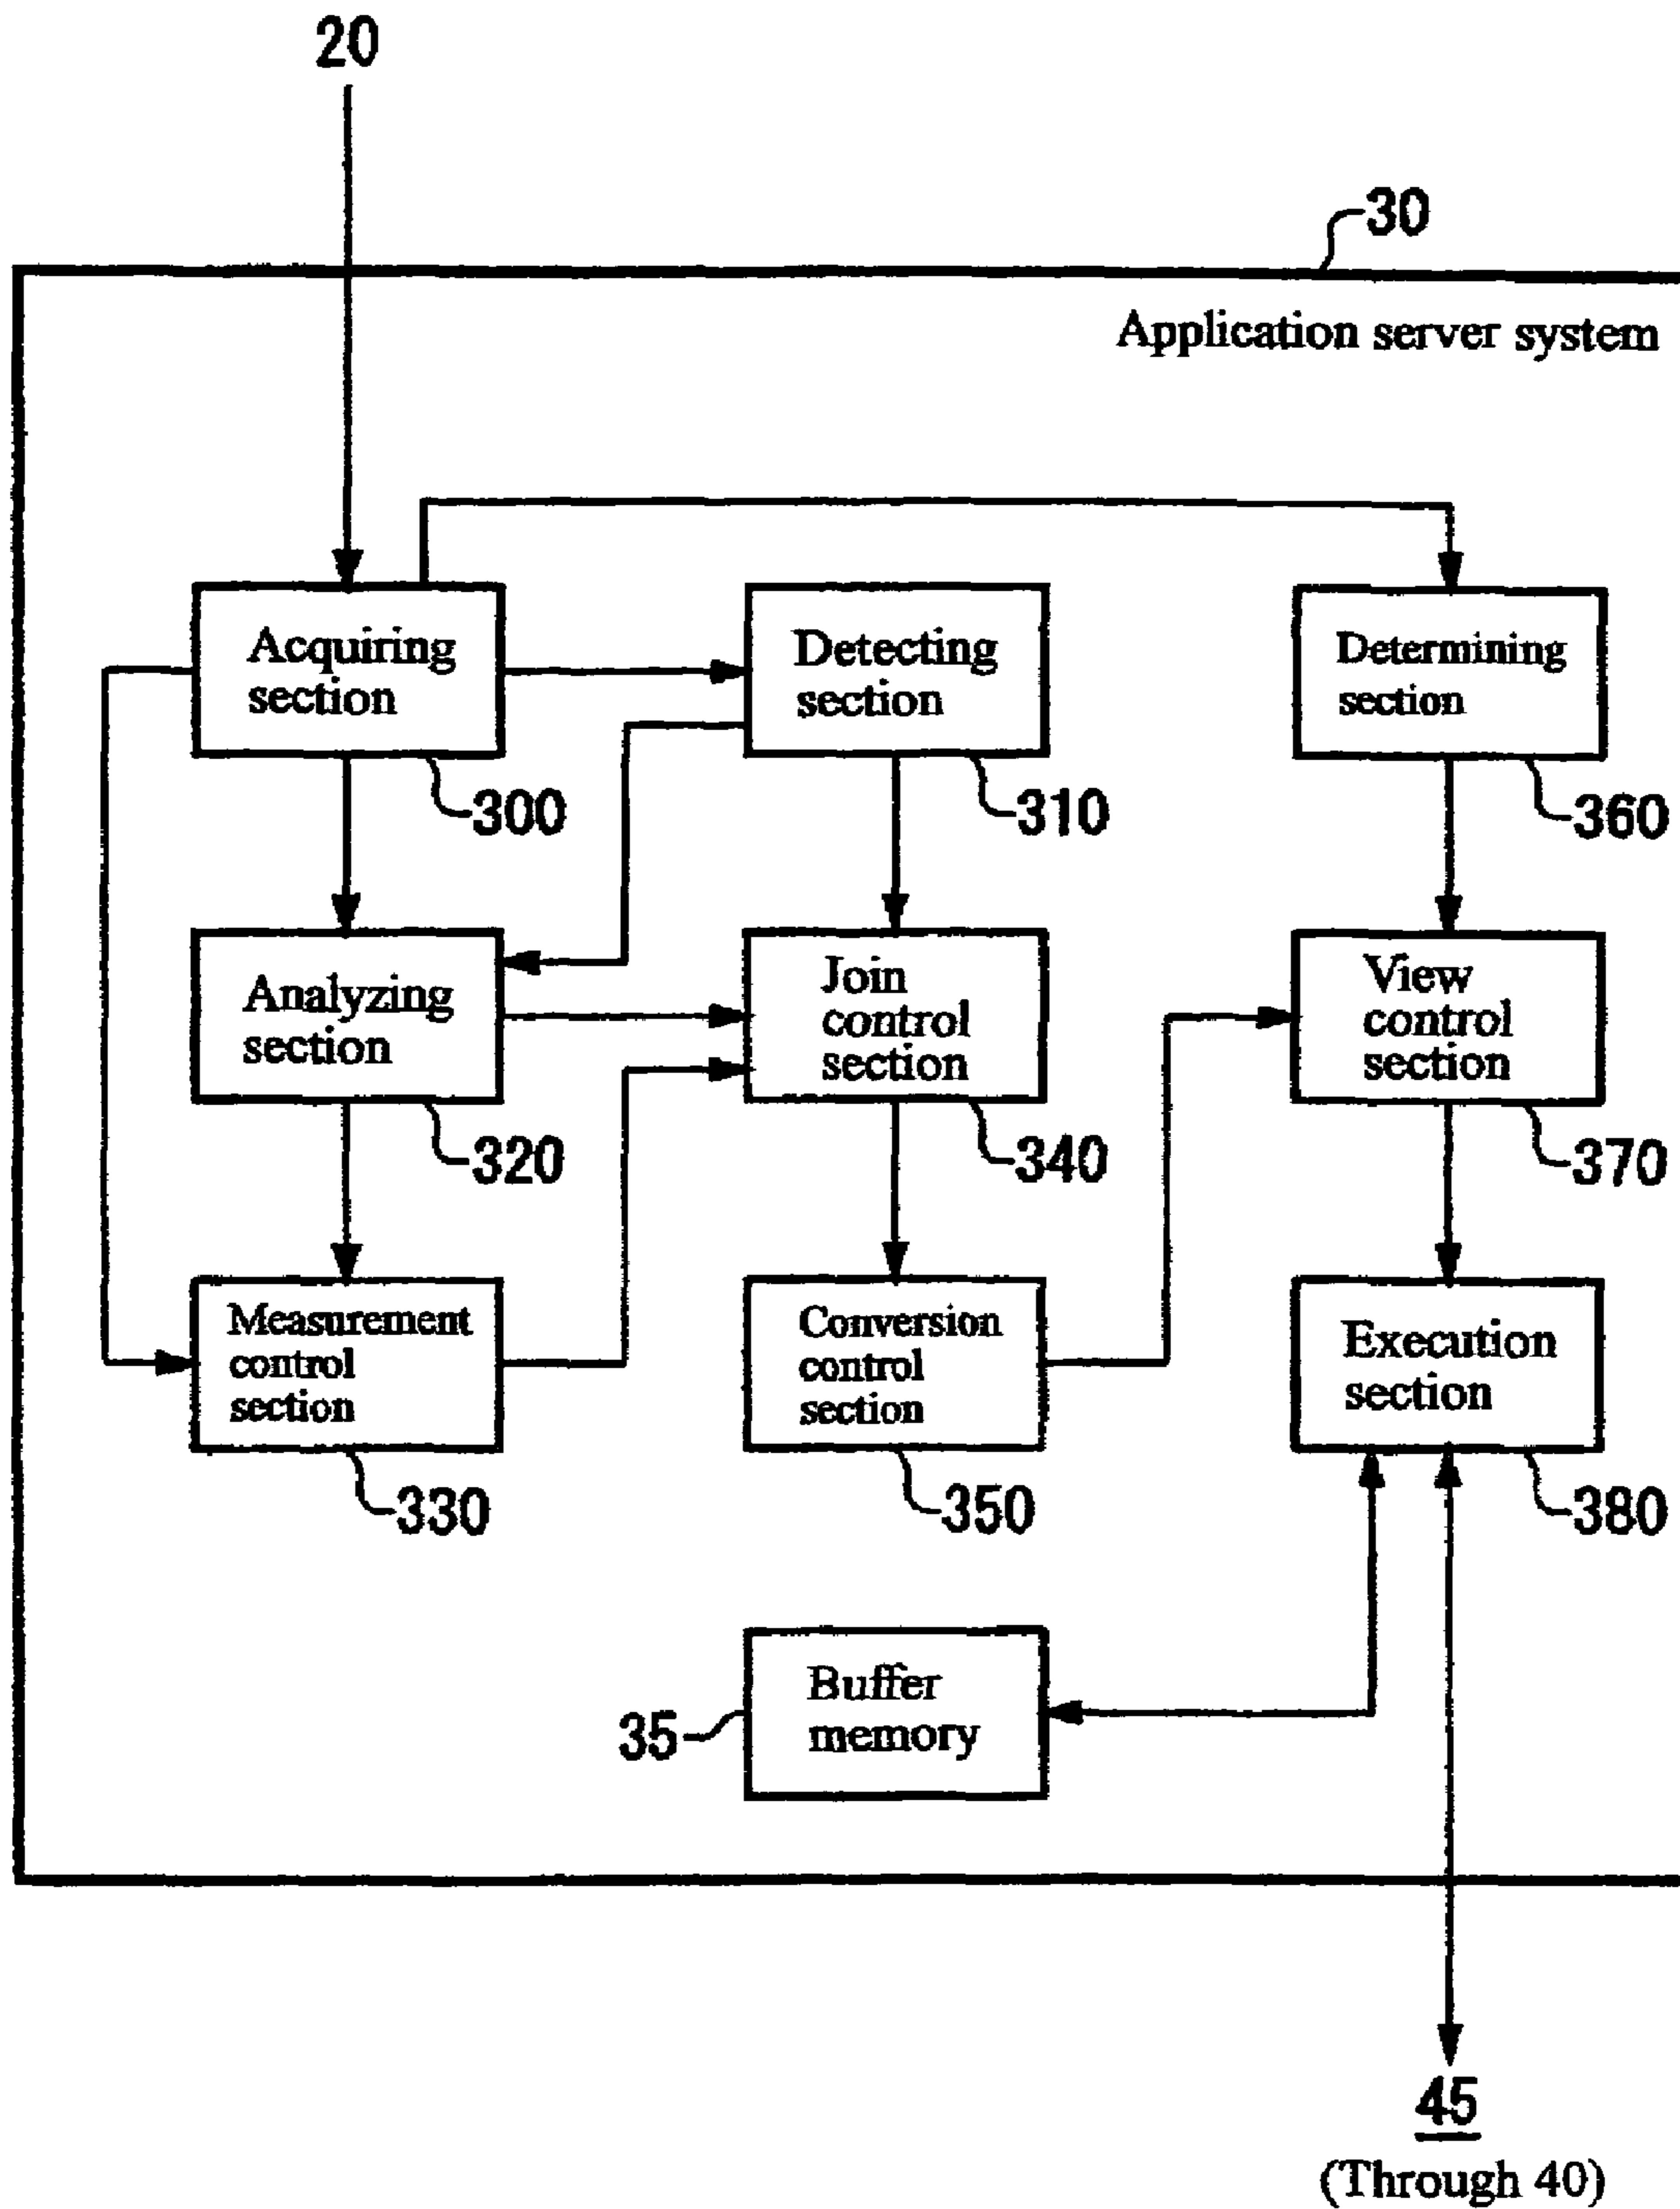 20
30
Application server system
Acquiring
section
300
Detecting
section
310
Determining
section
360
Analyzing
section
320
Join
control
section
340
View
control
section
370
Measurement
control
section
330
Conversion
control
section
350
Execution
section
380
Buffer
memory
35
45
(Through 40)